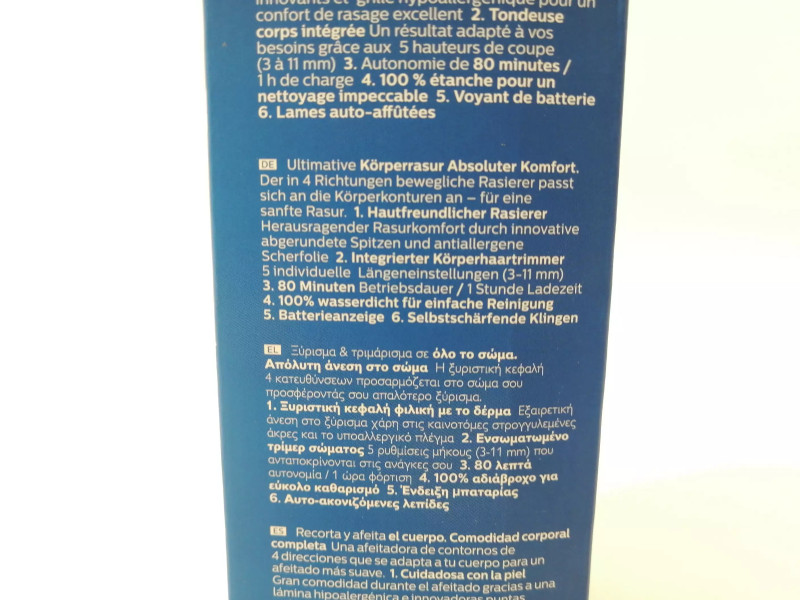 innovants et grille hypoallergénique pour un
confort de rasage excellent 2. Tondeuse
corps intégrée Un résultat adapté à vos
besoins grâce aux 5 hauteurs de coupe
(3 à 11 mm) 3. Autonomie de 80 minutes /
1 h de charge 4. 100 % étanche pour un
nettoyage impeccable 5. Voyant de batterie
6. Lames auto-affûtées
DE Ultimative Körperrasur Absoluter Komfort.
Der in 4 Richtungen bewegliche Rasierer passt
sich an die Körperkonturen an – für eine
sanfte Rasur. 1. Hautfreundlicher Rasierer
Herausragender Rasurkomfort durch innovative
abgerundete Spitzen und antiallergene
Scherfolie 2. Integrierter Körperhaartrimmer
5 individuelle Längeneinstellungen (3-11 mm)
3. 80 Minuten Betriebsdauer / 1 Stunde Ladezeit
4. 100% wasserdicht für einfache Reinigung
5. Batterieanzeige 6. Selbstschärfende Klingen
EL Ξύρισμα & τριμάρισμα σε όλο το σώμα.
Απόλυτη άνεση στο σώμα Η ξυριστική κεφαλή
4 κατευθύνσεων προσαρμόζεται στο σώμα σου
προσφέροντάς σου απαλότερο ξύρισμα.
1. Ξυριστική κεφαλή φιλική με το δέρμα Εξαιρετική
άνεση στο ξύρισμα χάρη στις καινοτόμες στρογγυλεμένες
άκρες και το υποαλλεργικό πλέγμα 2. Ενσωματωμένο
τρίμερ σώματος 5 ρυθμίσεις μήκους (3-11 mm) που
ανταποκρίνονται στις ανάγκες σου 3. 80 λεπτά
αυτονομία / 1 ώρα φόρτιση 4. 100% αδιάβροχο για
εύκολο καθαρισμό 5. Ένδειξη μπαταρίας
6. Αυτο-ακονιζόμενες λεπίδες
ES Recorta y afeita el cuerpo. Comodidad corporal
completa Una afeitadora de contornos de
4 direcciones que se adapta a tu cuerpo para un
afeitado más suave. 1. Cuidadosa con la piel
Gran comodidad durante el afeitado gracias a una
lámina hipoalergénica e innovadoras puntas